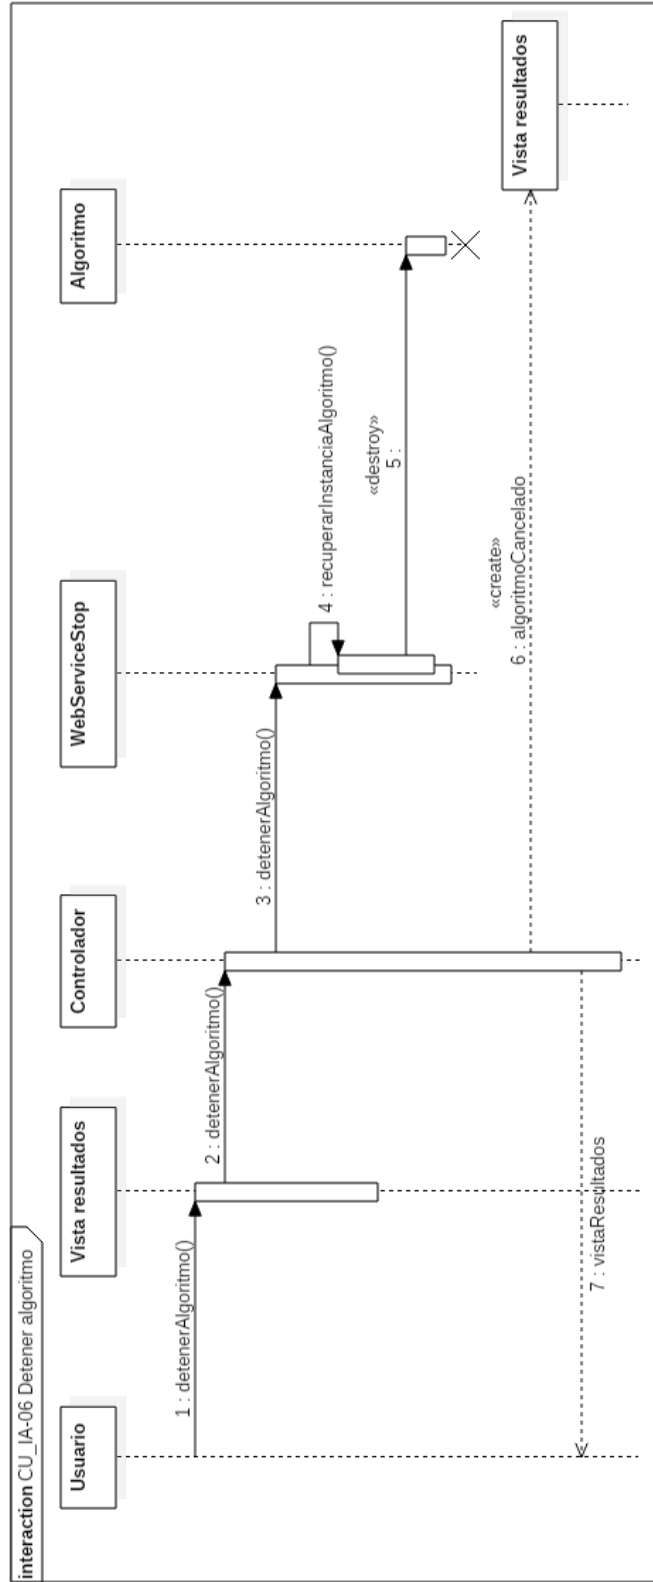 interaction CU_IA-06 Detener algoritmo
Usuario
Vista resultados
Controlador
WebServiceStop
Algoritmo
Vista resultados
1 : detenerAlgoritmo()
2 : detenerAlgoritmo()
3 : detenerAlgoritmo()
4 : recuperarInstanciaAlgoritmo()
«destroy»
5 :
«create»
6 : algoritmoCancelado
7 : vistaResultados